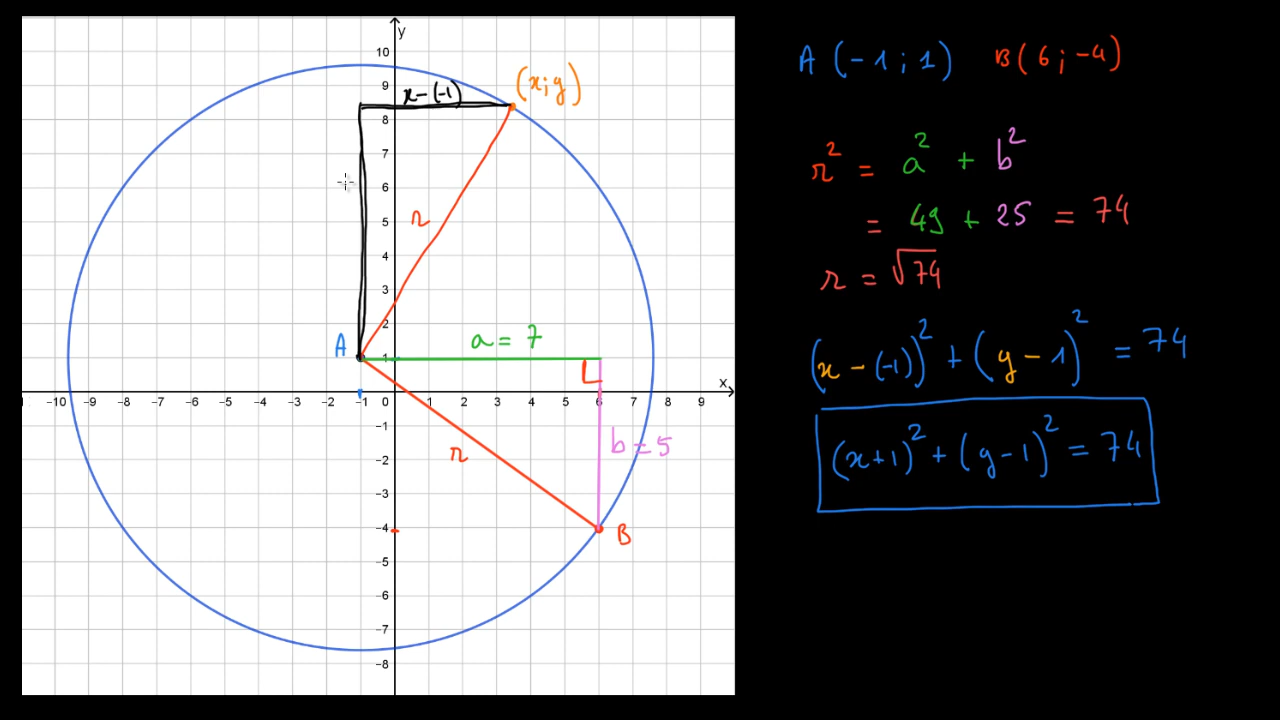 y
10
9
8
7
6
5
4
3
2
1
x
−10 −9 −8 −7 −6 −5 −4 −3 −2 −1 0 1 2 3 4 5 6 7 8 9
−1
−2
−3
−4
−5
−6
−7
−8
x-(-1)
(x;y)
r
A
a = 7
b = 5
r
B
A (-1;1) B(6;-4)
r² = a² + b²
= 49 + 25 = 74
r = √74
(x-(-1))² + (y-1)² = 74
(x+1)² + (y-1)² = 74